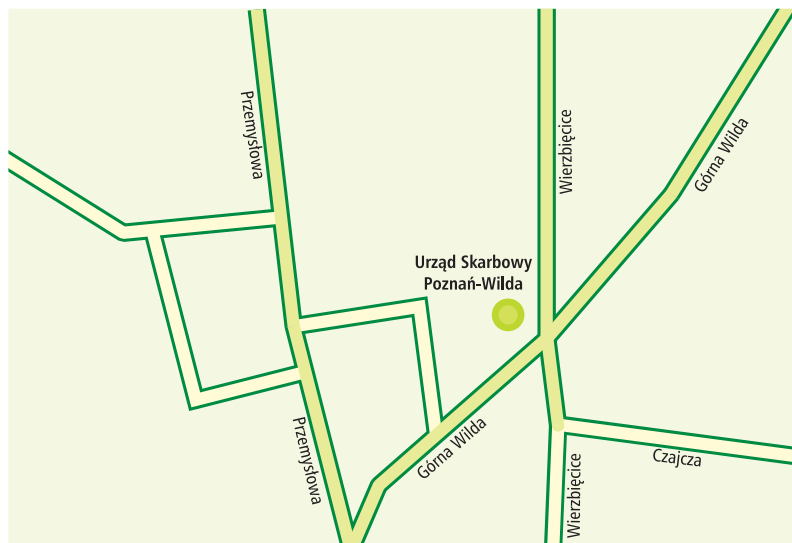 Przemysłowa
Wierzbięcice
Górna Wilda
Urząd Skarbowy
Poznań-Wilda
Przemysłowa
Górna Wilda
Wierzbięcice
Czajcza